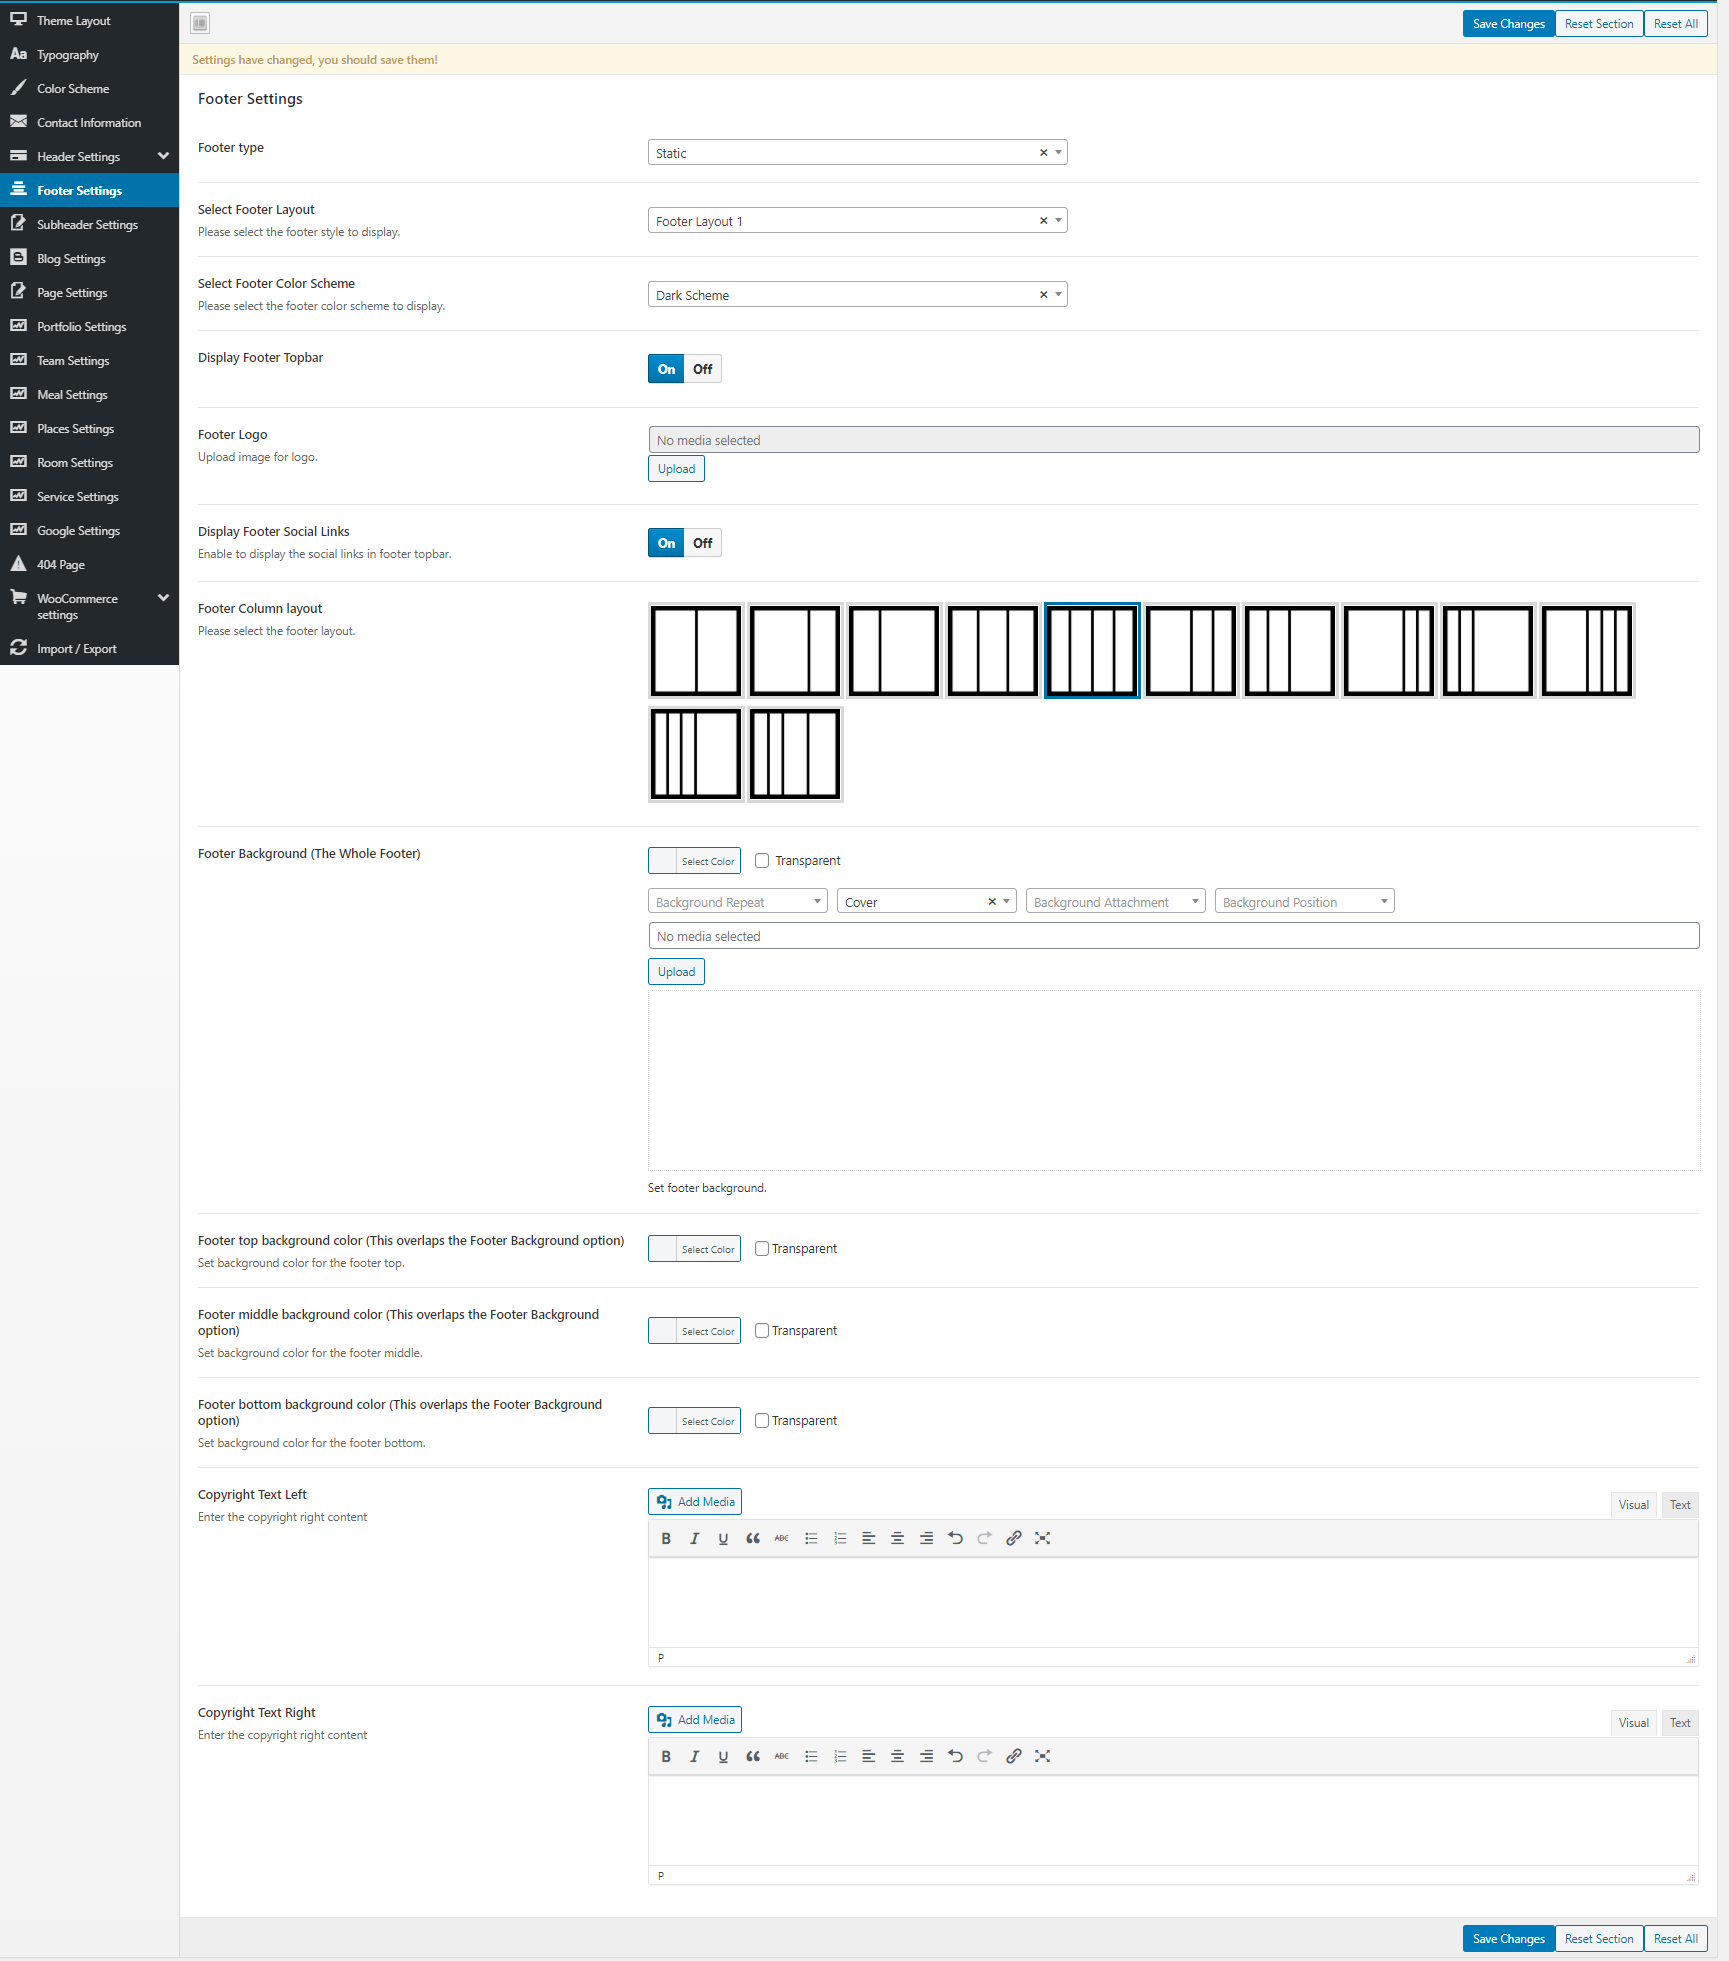 Theme Layout
Typography
Color Scheme
Contact Information
Header Settings
Footer Settings
Subheader Settings
Blog Settings
Page Settings
Portfolio Settings
Team Settings
Meal Settings
Places Settings
Room Settings
Service Settings
Google Settings
404 Page
WooCommerce
settings
Import / Export
Save Changes Reset Section Reset All
Settings have changed, you should save them!
Footer Settings
Footer type
Static
Select Footer Layout
Please select the footer style to display.
Footer Layout 1
Select Footer Color Scheme
Please select the footer color scheme to display.
Dark Scheme
Display Footer Topbar
On Off
Footer Logo
Upload image for logo.
No media selected
Upload
Display Footer Social Links
Enable to display the social links in footer topbar.
On Off
Footer Column layout
Please select the footer layout.
Footer Background (The Whole Footer)
Select Color Transparent
Background Repeat Cover Background Attachment Background Position
No media selected
Upload
Set footer background.
Footer top background color (This overlaps the Footer Background option)
Set background color for the footer top.
Select Color Transparent
Footer middle background color (This overlaps the Footer Background
option)
Set background color for the footer middle.
Select Color Transparent
Footer bottom background color (This overlaps the Footer Background
option)
Set background color for the footer bottom.
Select Color Transparent
Copyright Text Left
Enter the copyright right content
Add Media
Visual Text
B I U ABC
P
Copyright Text Right
Enter the copyright right content
Add Media
Visual Text
B I U ABC
P
Save Changes Reset Section Reset All